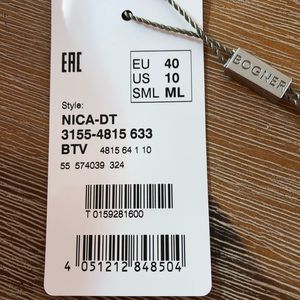 EAC
EU 40
US 10
SML ML
BOGNER
Style:
NICA-DT
3155-4815 633
BTV 4815 64 1 10
55 574039 324
T 0159281600
4 051212 848504